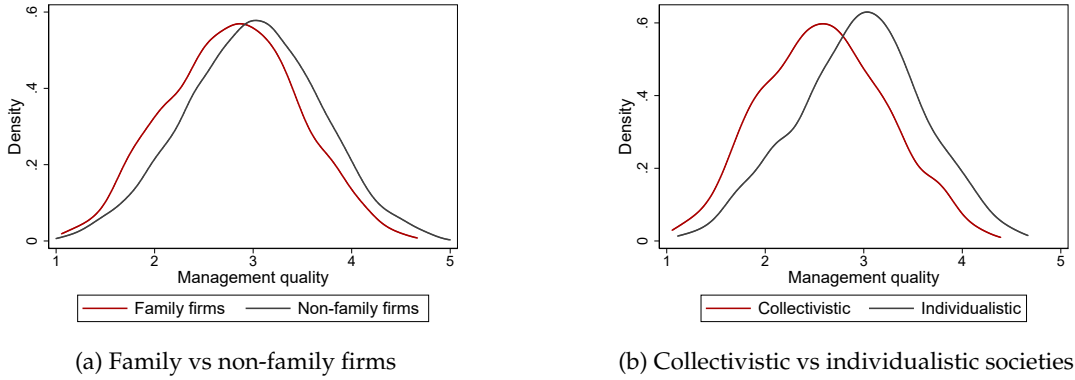 Density
.6
.4
.2
0
1 2 3 4 5
Management quality
Family firms Non-family firms
(a) Family vs non-family firms
Density
.6
.4
.2
0
1 2 3 4 5
Management quality
Collectivistic Individualistic
(b) Collectivistic vs individualistic societies